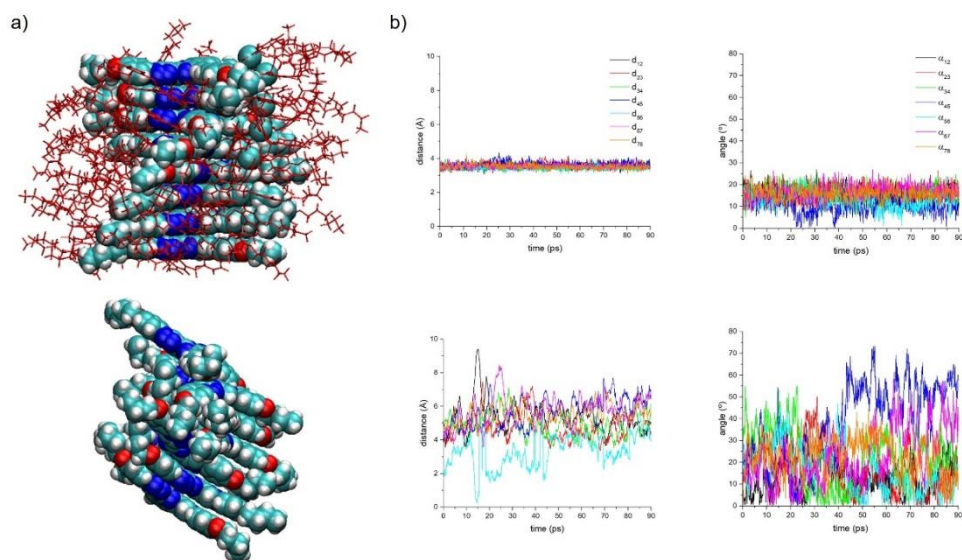 a)
b)
distance (Å)
10
8
6
4
2
0
d₁₂
d₂₃
d₃₄
d₄₅
d₅₆
d₆₇
d₇₈
0 10 20 30 40 50 60 70 80 90
time (ps)
angle (º)
80
70
60
50
40
30
20
10
0
α₁₂
α₂₃
α₃₄
α₄₅
α₅₆
α₆₇
α₇₈
0 10 20 30 40 50 60 70 80 90
time (ps)
distance (Å)
10
8
6
4
2
0
0 10 20 30 40 50 60 70 80 90
time (ps)
angle (º)
80
70
60
50
40
30
20
10
0
0 10 20 30 40 50 60 70 80 90
time (ps)